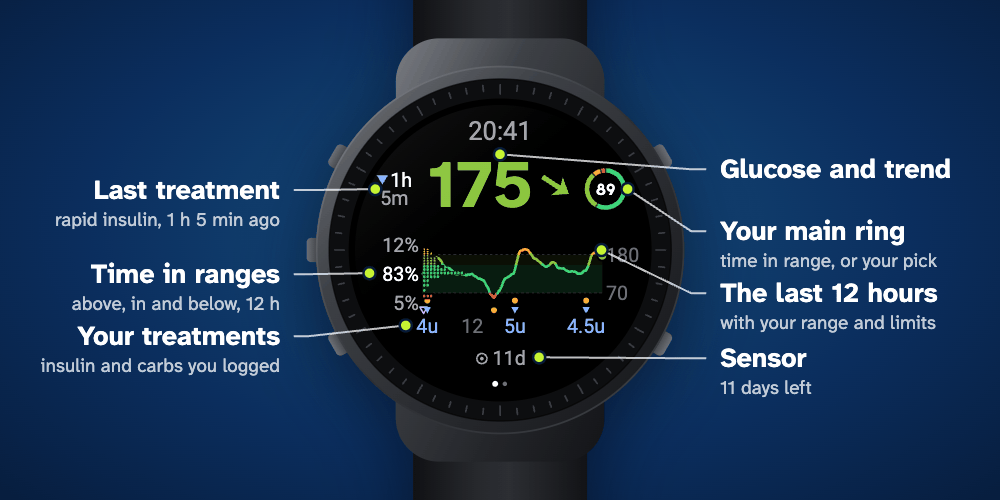 20:41
175
1h
5m
89
12%
83%
5%
180
70
4u
12
5u
4.5u
11d
Last treatment
rapid insulin, 1 h 5 min ago
Time in ranges
above, in and below, 12 h
Your treatments
insulin and carbs you logged
Glucose and trend
Your main ring
time in range, or your pick
The last 12 hours
with your range and limits
Sensor
11 days left